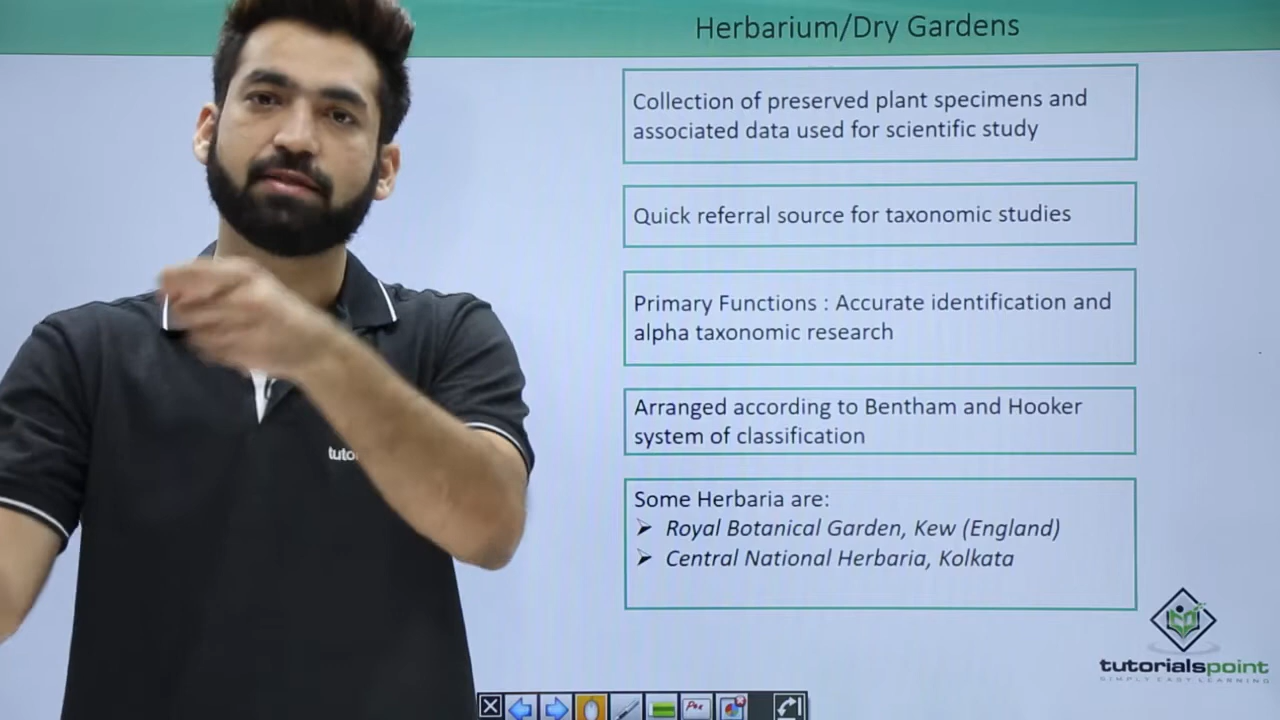 Herbarium/Dry Gardens
Collection of preserved plant specimens and
associated data used for scientific study
Quick referral source for taxonomic studies
Primary Functions : Accurate identification and
alpha taxonomic research
Arranged according to Bentham and Hooker
system of classification
Some Herbaria are:
➢ Royal Botanical Garden, Kew (England)
➢ Central National Herbaria, Kolkata
tuto
tutorialspoint
SIMPLY EASY LEARNING
Pen